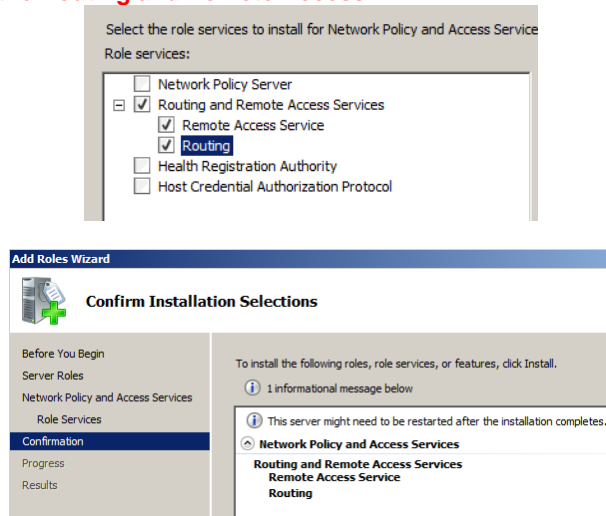 Routing and Remote Access
Select the role services to install for Network Policy and Access Service
Role services:
Network Policy Server
Routing and Remote Access Services
Remote Access Service
Routing
Health Registration Authority
Host Credential Authorization Protocol
Add Roles Wizard
Confirm Installation Selections
Before You Begin
Server Roles
Network Policy and Access Services
Role Services
Confirmation
Progress
Results
To install the following roles, role services, or features, click Install.
1 informational message below
This server might need to be restarted after the installation completes.
Network Policy and Access Services
Routing and Remote Access Services
Remote Access Service
Routing